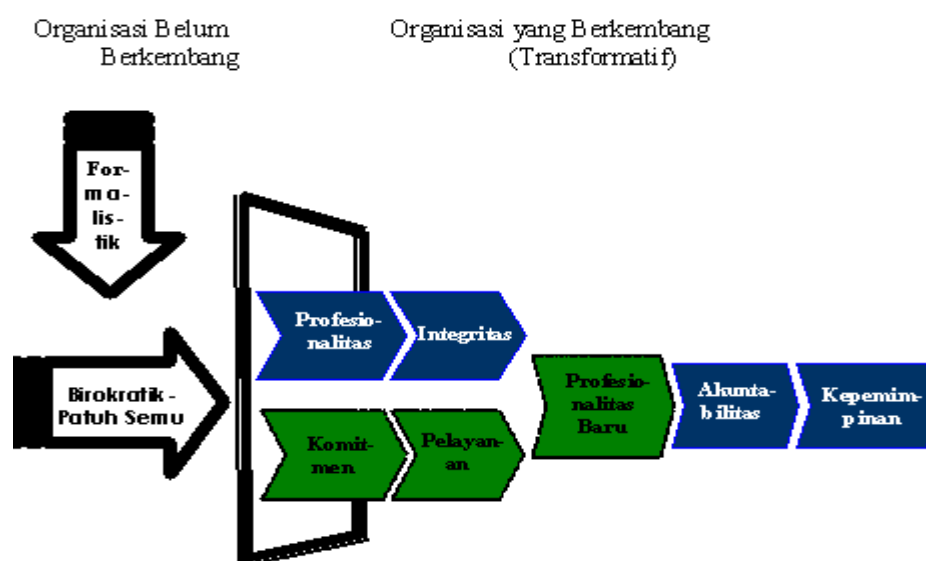 Organisasi Belum
Berkembang
Organisasi yang Berkembang
(Transformatif)
For-
ma-
lis-
tik
Birokratik-
Patuh Semu
Profesio-
nalitas
Integritas
Komit-
men
Pelayan-
an
Profesio-
nalitas
Baru
Akunta-
bilitas
Kepemim-
pinan